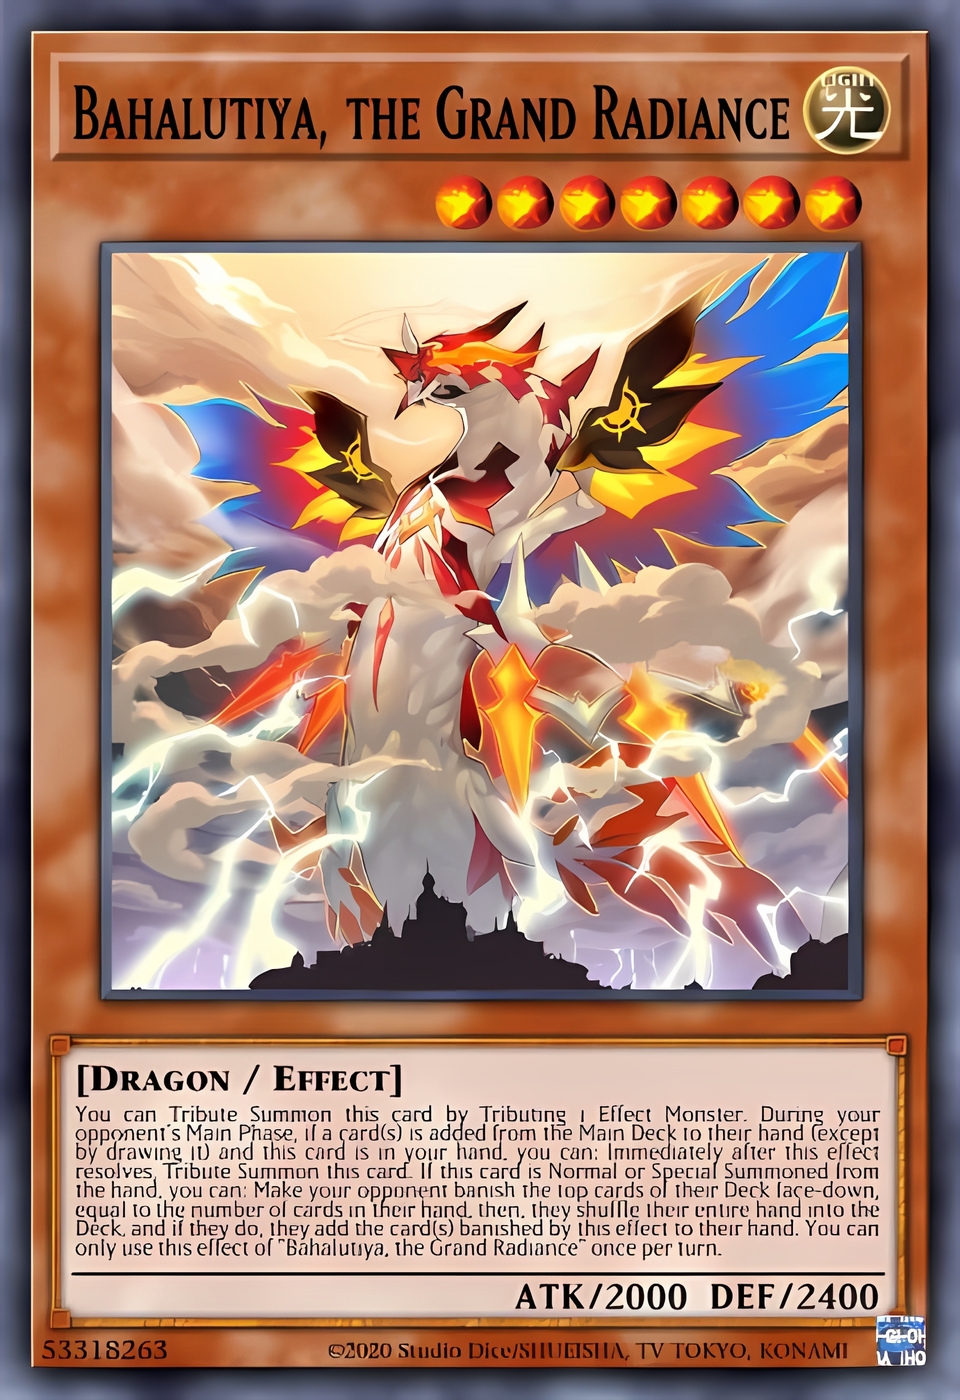 BAHALUTIYA, THE GRAND RADIANCE
光
[DRAGON / EFFECT]
You can Tribute Summon this card by Tributing 1 Effect Monster. During your
opponent's Main Phase, if a card(s) is added from the Main Deck to their hand (except
by drawing it) and this card is in your hand, you can: Immediately after this effect
resolves, Tribute Summon this card. If this card is Normal or Special Summoned from
the hand, you can: Make your opponent banish the top cards of their Deck face-down,
equal to the number of cards in their hand, then, they shuffle their entire hand into the
Deck, and if they do, they add the card(s) banished by this effect to their hand. You can
only use this effect of "Bahalutiya, the Grand Radiance" once per turn.
ATK/2000 DEF/2400
53318263
©2020 Studio Dice/SHUEISHA, TV TOKYO, KONAMI